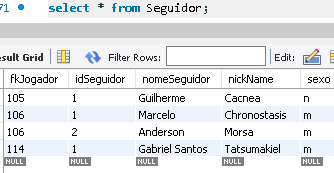 71 select * from Seguidor;
Result Grid Filter Rows: Edit:
fkJogador idSeguidor nomeSeguidor nickName sexo
105 1 Guilherme Cacnea n
106 1 Marcelo Chronostasis m
106 2 Anderson Morsa m
114 1 Gabriel Santos Tatsumakiel m
NULL NULL NULL NULL NULL